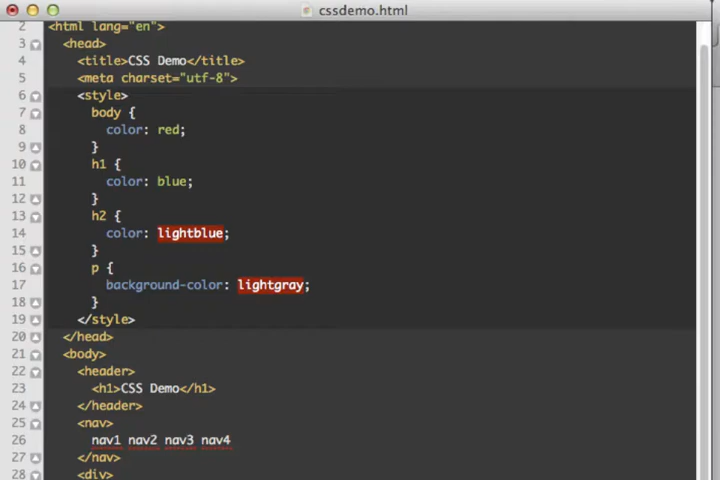 cssdemo.html
2 <html lang="en">
3 <head>
4 <title>CSS Demo</title>
5 <meta charset="utf-8">
6 <style>
7 body {
8 color: red;
9 }
10 h1 {
11 color: blue;
12 }
13 h2 {
14 color: lightblue;
15 }
16 p {
17 background-color: lightgray;
18 }
19 </style>
20 </head>
21 <body>
22 <header>
23 <h1>CSS Demo</h1>
24 </header>
25 <nav>
26 nav1 nav2 nav3 nav4
27 </nav>
28 <div>